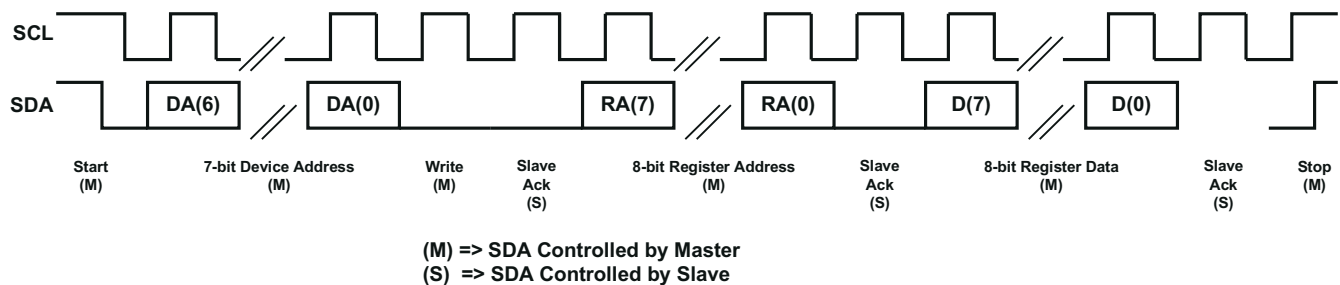 SCL
SDA DA(6) DA(0) RA(7) RA(0) D(7) D(0)
Start 7-bit Device Address Write Slave 8-bit Register Address Slave 8-bit Register Data Slave Stop
(M) (M) (M) Ack (M) Ack (M) Ack (M)
(S) (S) (S)
(M) => SDA Controlled by Master
(S) => SDA Controlled by Slave